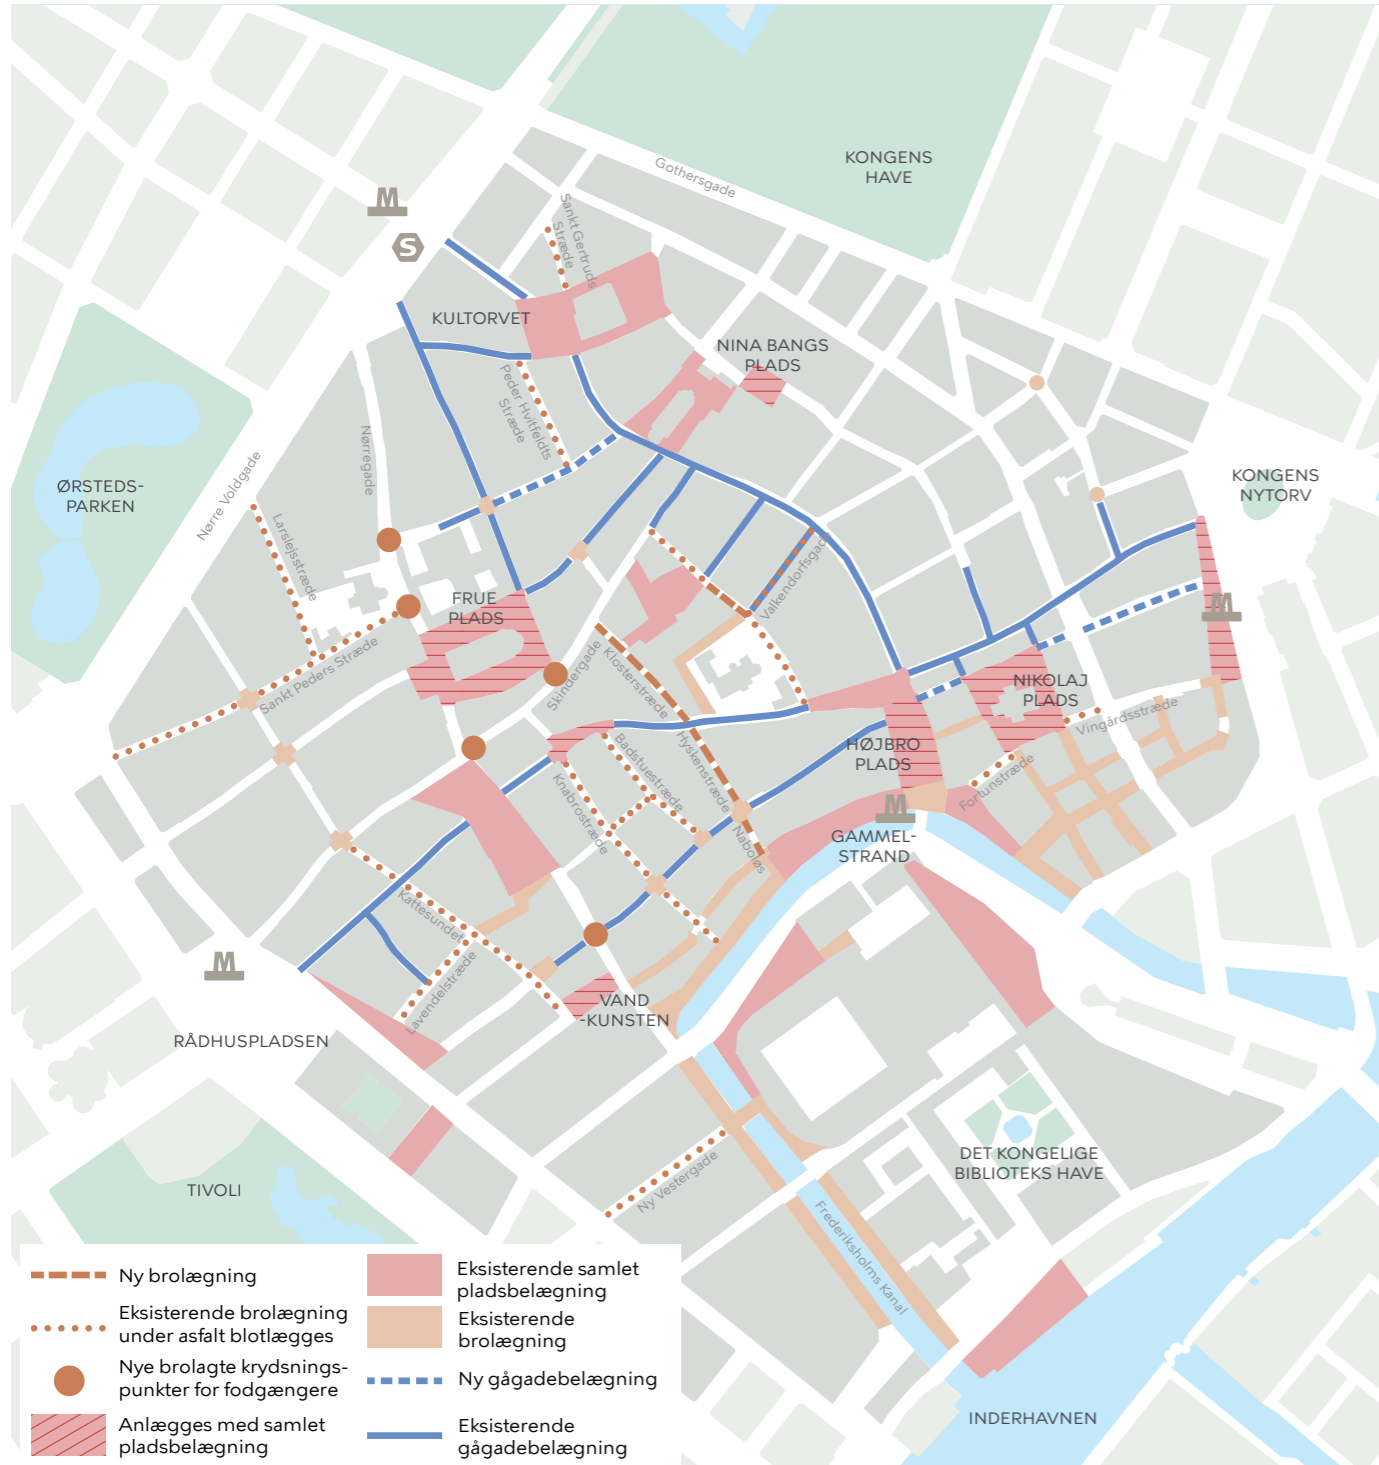 KONGENS
HAVE
Gothersgade
M
S
Sankt Gertruds
Stræde
KULTORVET
NINA BANGS
PLADS
Peder Hvitfeldts
Stræde
Nørregade
Nørre Voldgade
ØRSTEDS-
PARKEN
KONGENS
NYTORV
Larslejsstræde
FRUE
PLADS
Valkendorfsgade
M
Sankt Peders Stræde
Skindergade
Klosterstræde
NIKOLAJ
PLADS
Vingårdsstræde
HØJBRO
PLADS
Hyskenstræde
Badstuestræde
Knabrostræde
Fortunstræde
M
GAMMEL-
STRAND
Naboløs
Kattesundet
M
Lavendelstræde
VAND
-KUNSTEN
RÅDHUSPLADSEN
DET KONGELIGE
BIBLIOTEKS HAVE
Ny Vestergade
TIVOLI
Frederiksholms Kanal
INDERHAVNEN
Ny brolægning
Eksisterende brolægning
under asfalt blotlægges
Nye brolagte krydsnings-
punkter for fodgængere
Anlægges med samlet
pladsbelægning
Eksisterende samlet
pladsbelægning
Eksisterende
brolægning
Ny gågadebelægning
Eksisterende
gågadebelægning